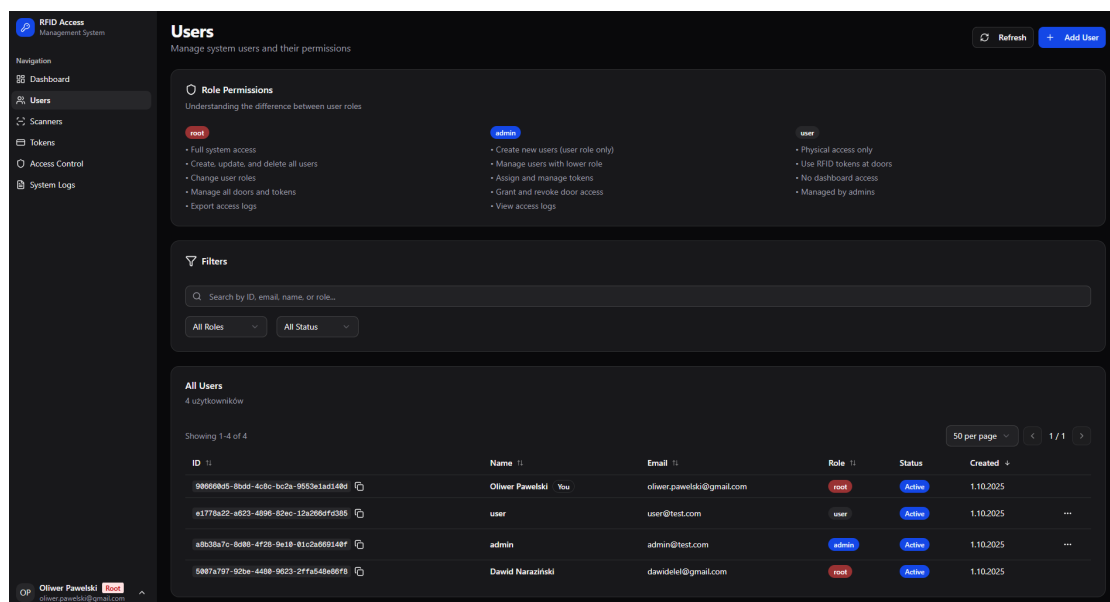 RFID Access
Management System
Navigation
Dashboard
Users
Scanners
Tokens
Access Control
System Logs
OP
Oliwer Pawelski Root
oliwer.pawelski@gmail.com
Users
Manage system users and their permissions
Refresh
+ Add User
Role Permissions
Understanding the difference between user roles
root
• Full system access
• Create, update, and delete all users
• Change user roles
• Manage all doors and tokens
• Export access logs
admin
• Create new users (user role only)
• Manage users with lower role
• Assign and manage tokens
• Grant and revoke door access
• View access logs
user
• Physical access only
• Use RFID tokens at doors
• No dashboard access
• Managed by admins
Filters
Search by ID, email, name, or role...
All Roles
All Status
All Users
4 użytkowników
Showing 1-4 of 4
50 per page
1 / 1
ID Name Email Role Status Created
906660d5-8bdd-4c8c-bc2a-9553e1ad140d Oliwer Pawelski You oliwer.pawelski@gmail.com root Active 1.10.2025
e1778a22-a623-4896-82ec-12a266dfd385 user user@test.com user Active 1.10.2025 ...
a8b38a7c-8d08-4f28-9e10-01c2a669140f admin admin@test.com admin Active 1.10.2025 ...
5007a797-92be-4480-9623-2ffa548e86f8 Dawid Naraziński dawidelel@gmail.com root Active 1.10.2025